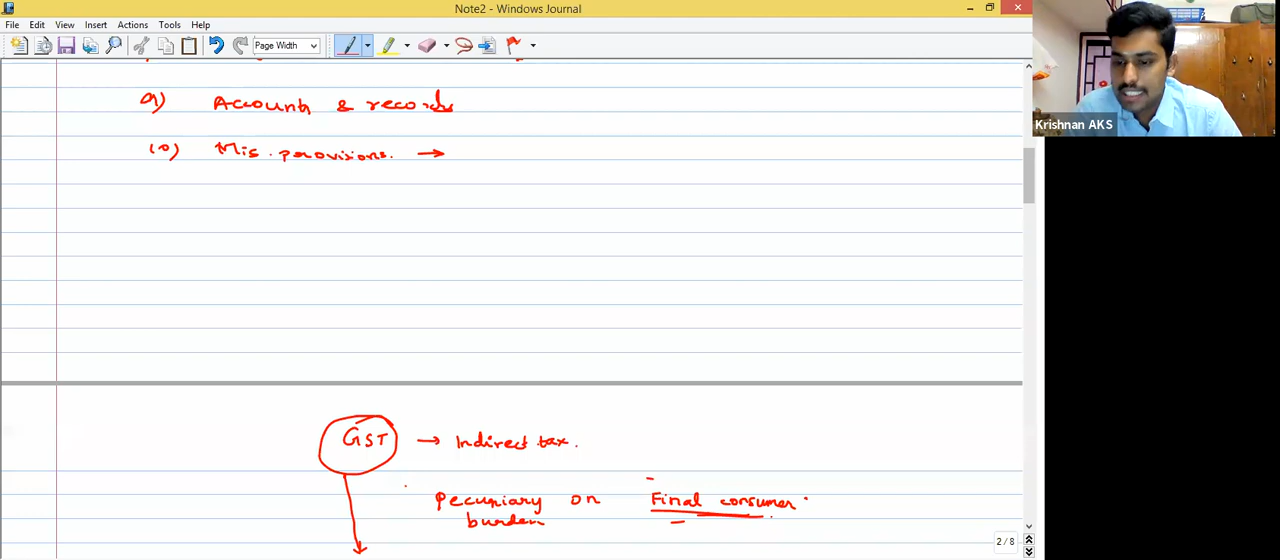 Note2 - Windows Journal
File Edit View Insert Actions Tools Help
Page Width
Krishnan AKS
9) Accounts & records
10) Mis. provisions. →
GST → Indirect tax.
Pecuniary on Final consumer
burden
2 / 8